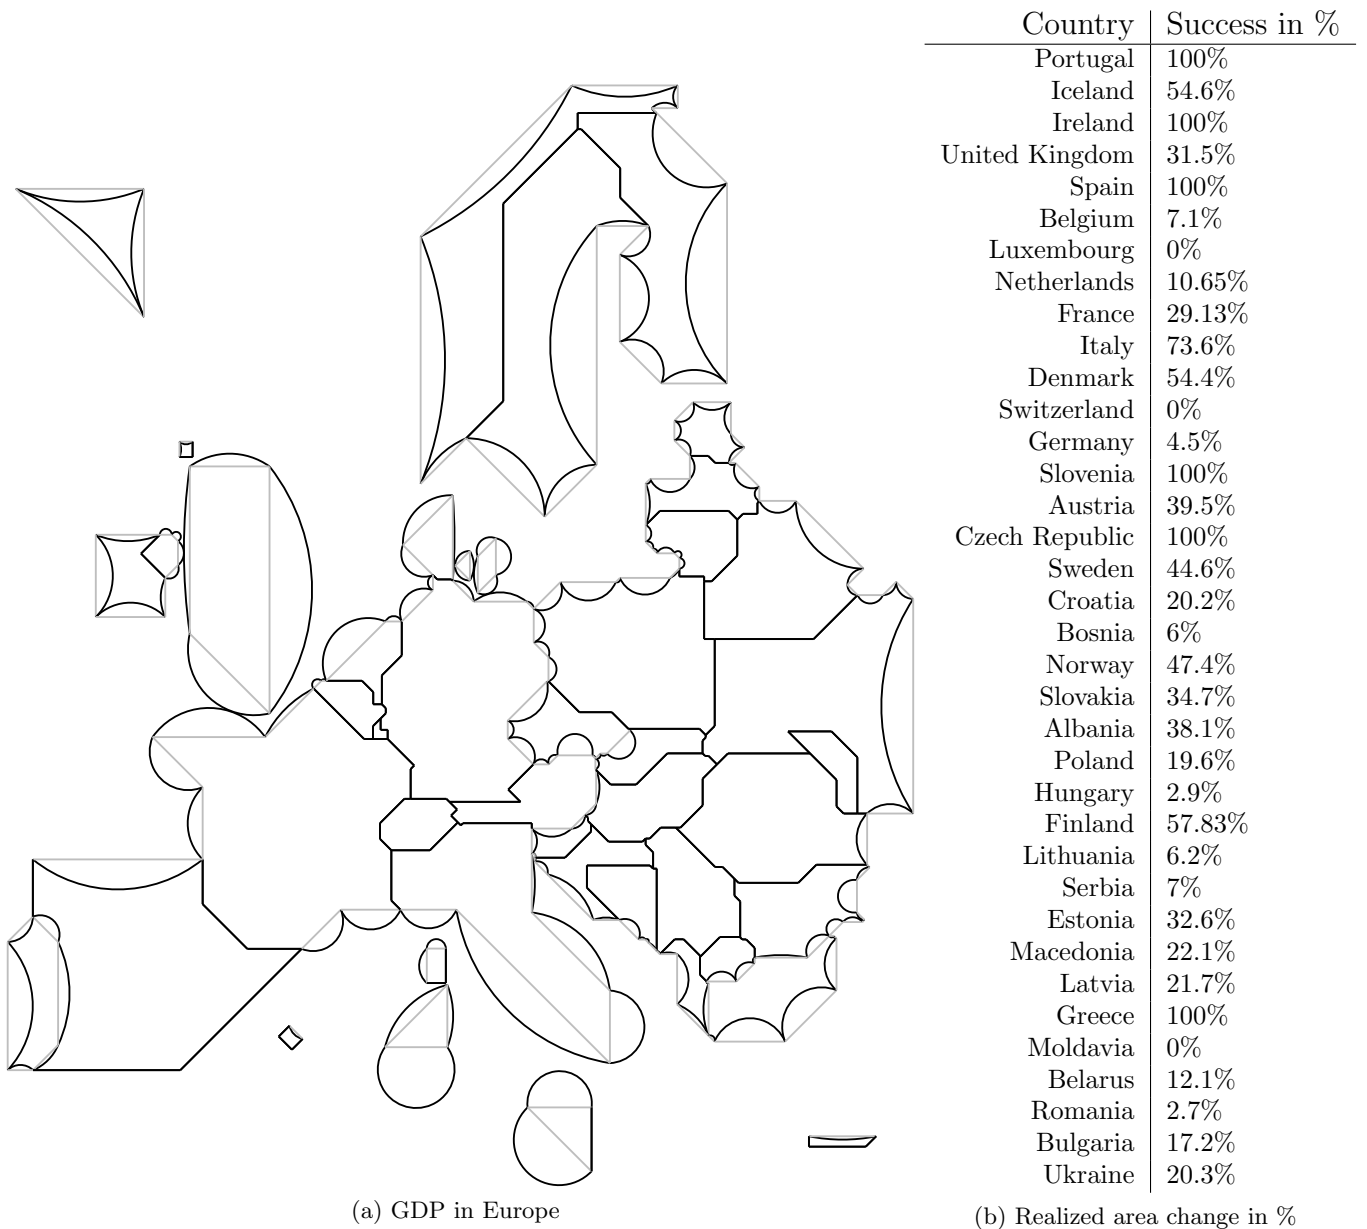 Country Success in %
Portugal 100%
Iceland 54.6%
Ireland 100%
United Kingdom 31.5%
Spain 100%
Belgium 7.1%
Luxembourg 0%
Netherlands 10.65%
France 29.13%
Italy 73.6%
Denmark 54.4%
Switzerland 0%
Germany 4.5%
Slovenia 100%
Austria 39.5%
Czech Republic 100%
Sweden 44.6%
Croatia 20.2%
Bosnia 6%
Norway 47.4%
Slovakia 34.7%
Albania 38.1%
Poland 19.6%
Hungary 2.9%
Finland 57.83%
Lithuania 6.2%
Serbia 7%
Estonia 32.6%
Macedonia 22.1%
Latvia 21.7%
Greece 100%
Moldavia 0%
Belarus 12.1%
Romania 2.7%
Bulgaria 17.2%
Ukraine 20.3%
(a) GDP in Europe
(b) Realized area change in %